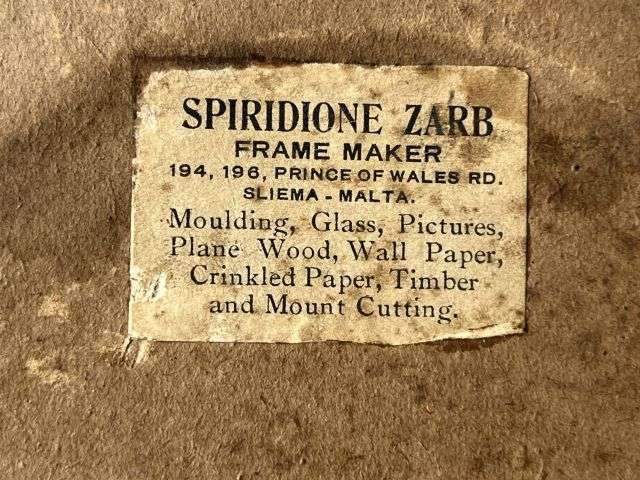 SPIRIDIONE ZARB
FRAME MAKER
194, 196, PRINCE OF WALES RD.
SLIEMA - MALTA.
Moulding, Glass, Pictures,
Plane Wood, Wall Paper,
Crinkled Paper, Timber
and Mount Cutting.